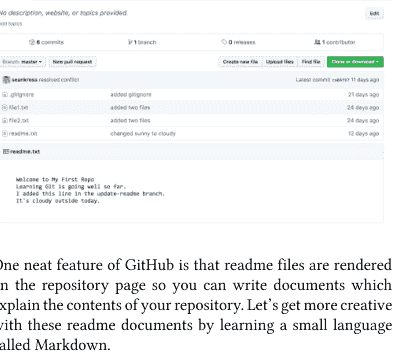 No description, website, or topics provided.
Edit
8 commits
1 branch
0 releases
1 contributor
Branch: master
New pull request
Create new file
Upload files
Find file
Clone or download
seankross resolved conflict
Latest commit 11 days ago
.gitignore added gitignore 21 days ago
file1.txt added two files 24 days ago
file2.txt added two files 24 days ago
readme.txt changed sunny to cloudy 12 days ago
readme.txt
Welcome to My First Repo
Learning Git is going well so far.
I added this line in the update-readme branch.
It's cloudy outside today.
One neat feature of GitHub is that readme files are rendered
on the repository page so you can write documents which
explain the contents of your repository. Let's get more creative
with these readme documents by learning a small language
called Markdown.